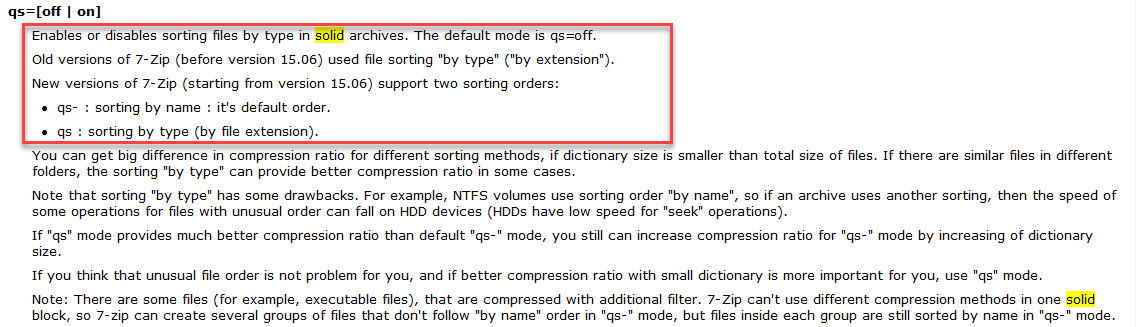 qs=[off | on]
Enables or disables sorting files by type in solid archives. The default mode is qs=off.
Old versions of 7-Zip (before version 15.06) used file sorting "by type" ("by extension").
New versions of 7-Zip (starting from version 15.06) support two sorting orders:
• qs- : sorting by name : it's default order.
• qs : sorting by type (by file extension).
You can get big difference in compression ratio for different sorting methods, if dictionary size is smaller than total size of files. If there are similar files in different
folders, the sorting "by type" can provide better compression ratio in some cases.
Note that sorting "by type" has some drawbacks. For example, NTFS volumes use sorting order "by name", so if an archive uses another sorting, then the speed of
some operations for files with unusual order can fall on HDD devices (HDDs have low speed for "seek" operations).
If "qs" mode provides much better compression ratio than default "qs-" mode, you still can increase compression ratio for "qs-" mode by increasing of dictionary
size.
If you think that unusual file order is not problem for you, and if better compression ratio with small dictionary is more important for you, use "qs" mode.
Note: There are some files (for example, executable files), that are compressed with additional filter. 7-Zip can't use different compression methods in one solid
block, so 7-zip can create several groups of files that don't follow "by name" order in "qs-" mode, but files inside each group are still sorted by name in "qs-" mode.